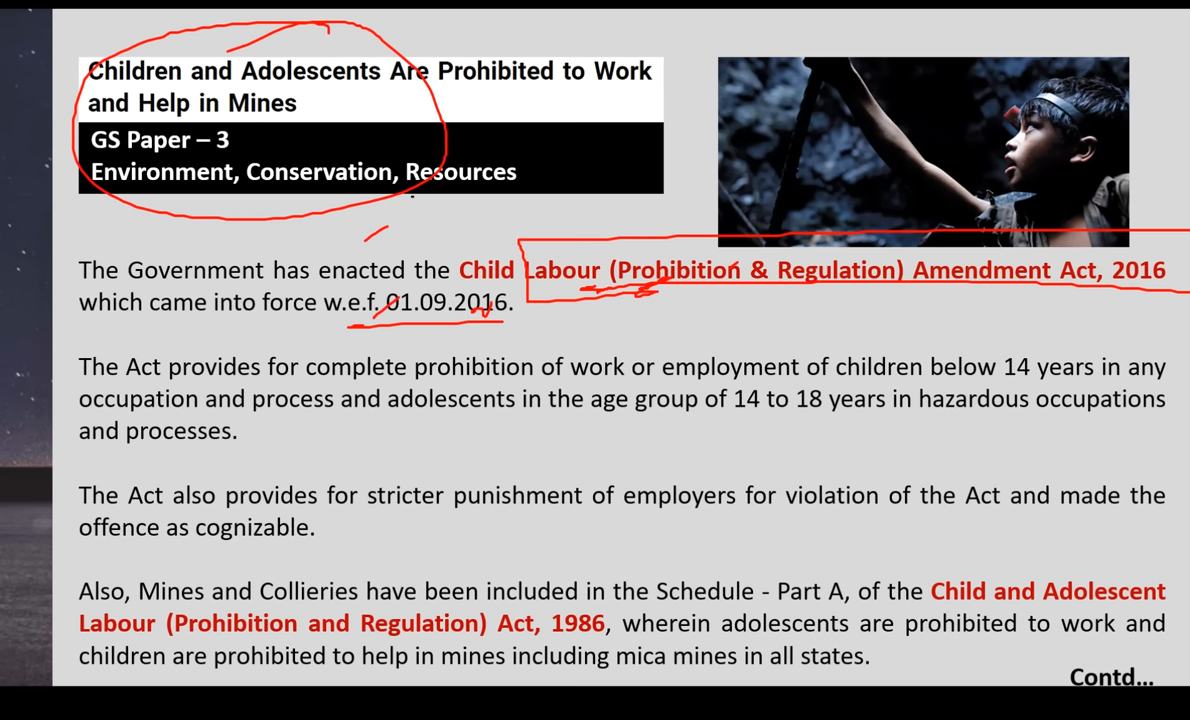 Children and Adolescents Are Prohibited to Work
and Help in Mines
GS Paper – 3
Environment, Conservation, Resources
The Government has enacted the Child Labour (Prohibition & Regulation) Amendment Act, 2016
which came into force w.e.f. 01.09.2016.
The Act provides for complete prohibition of work or employment of children below 14 years in any
occupation and process and adolescents in the age group of 14 to 18 years in hazardous occupations
and processes.
The Act also provides for stricter punishment of employers for violation of the Act and made the
offence as cognizable.
Also, Mines and Collieries have been included in the Schedule - Part A, of the Child and Adolescent
Labour (Prohibition and Regulation) Act, 1986, wherein adolescents are prohibited to work and
children are prohibited to help in mines including mica mines in all states.
Contd...